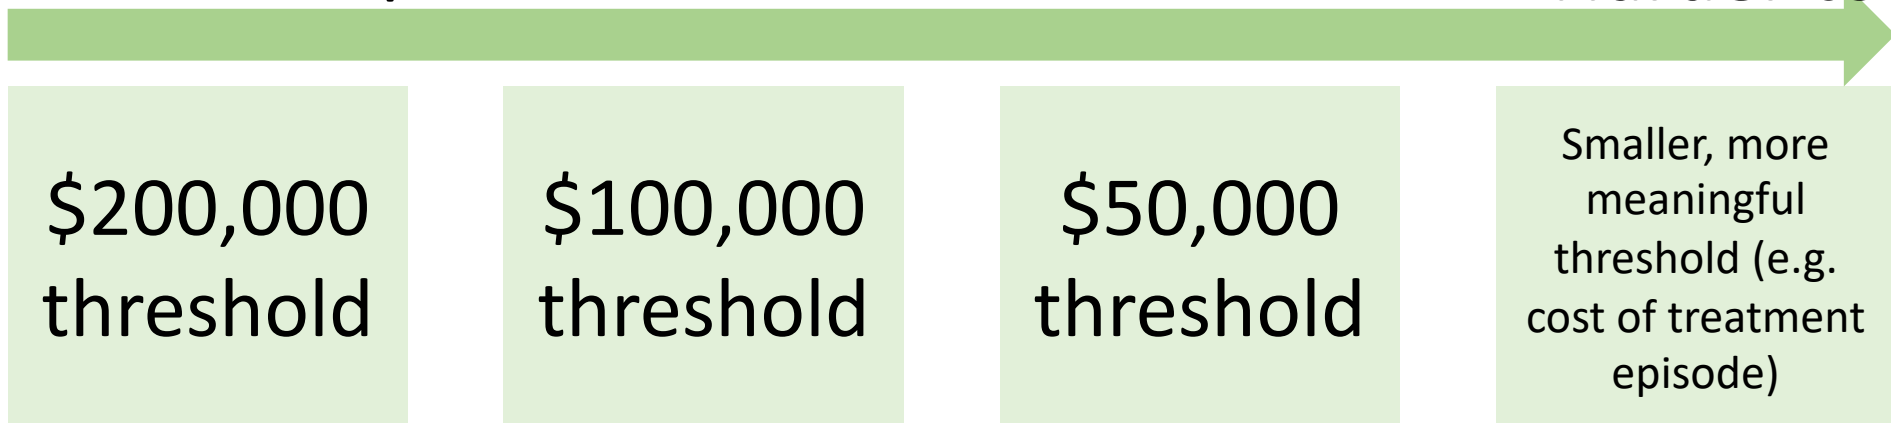 $200,000
threshold
$100,000
threshold
$50,000
threshold
Smaller, more
meaningful
threshold (e.g.
cost of treatment
episode)